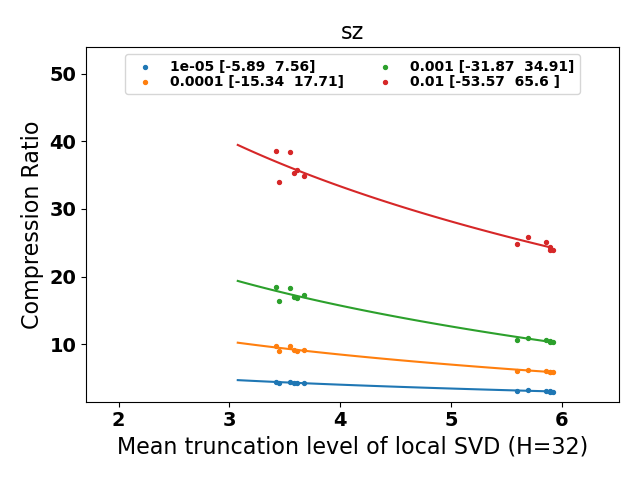 sz
1e-05 [-5.89  7.56]
0.0001 [-15.34  17.71]
0.001 [-31.87  34.91]
0.01 [-53.57  65.6 ]
50
40
30
20
10
Compression Ratio
2 3 4 5 6
Mean truncation level of local SVD (H=32)